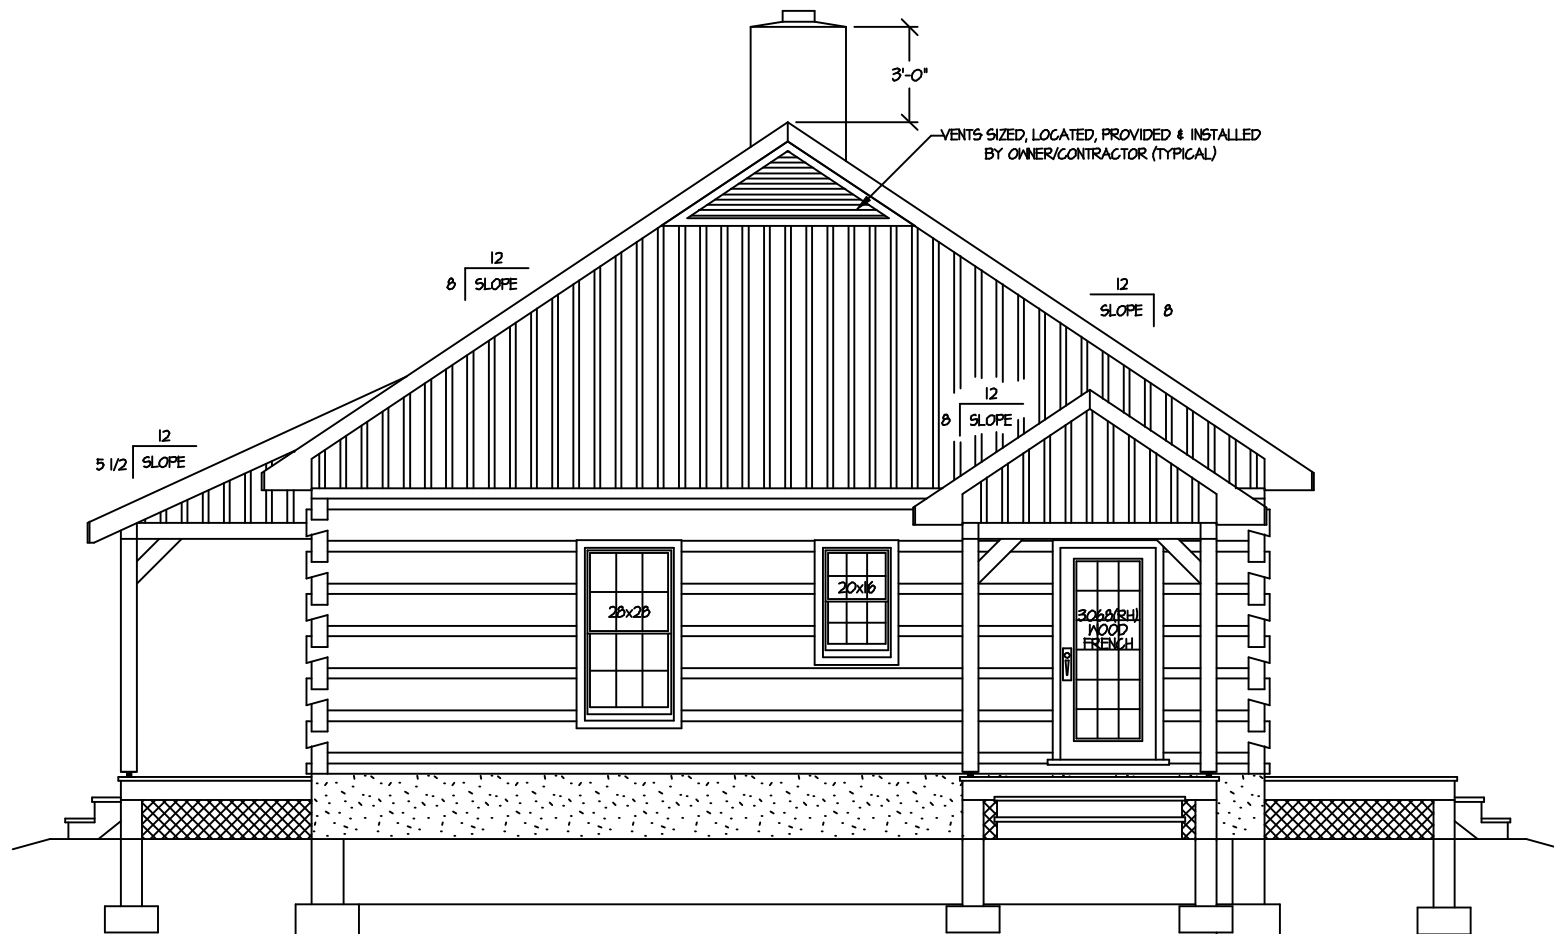 3'-0"
VENTS SIZED, LOCATED, PROVIDED & INSTALLED
BY OWNER/CONTRACTOR (TYPICAL)
12
8 SLOPE
12
SLOPE 8
12
8 SLOPE
12
5 1/2 SLOPE
28x28
20x16
3068(RH)
WOOD
FRENCH